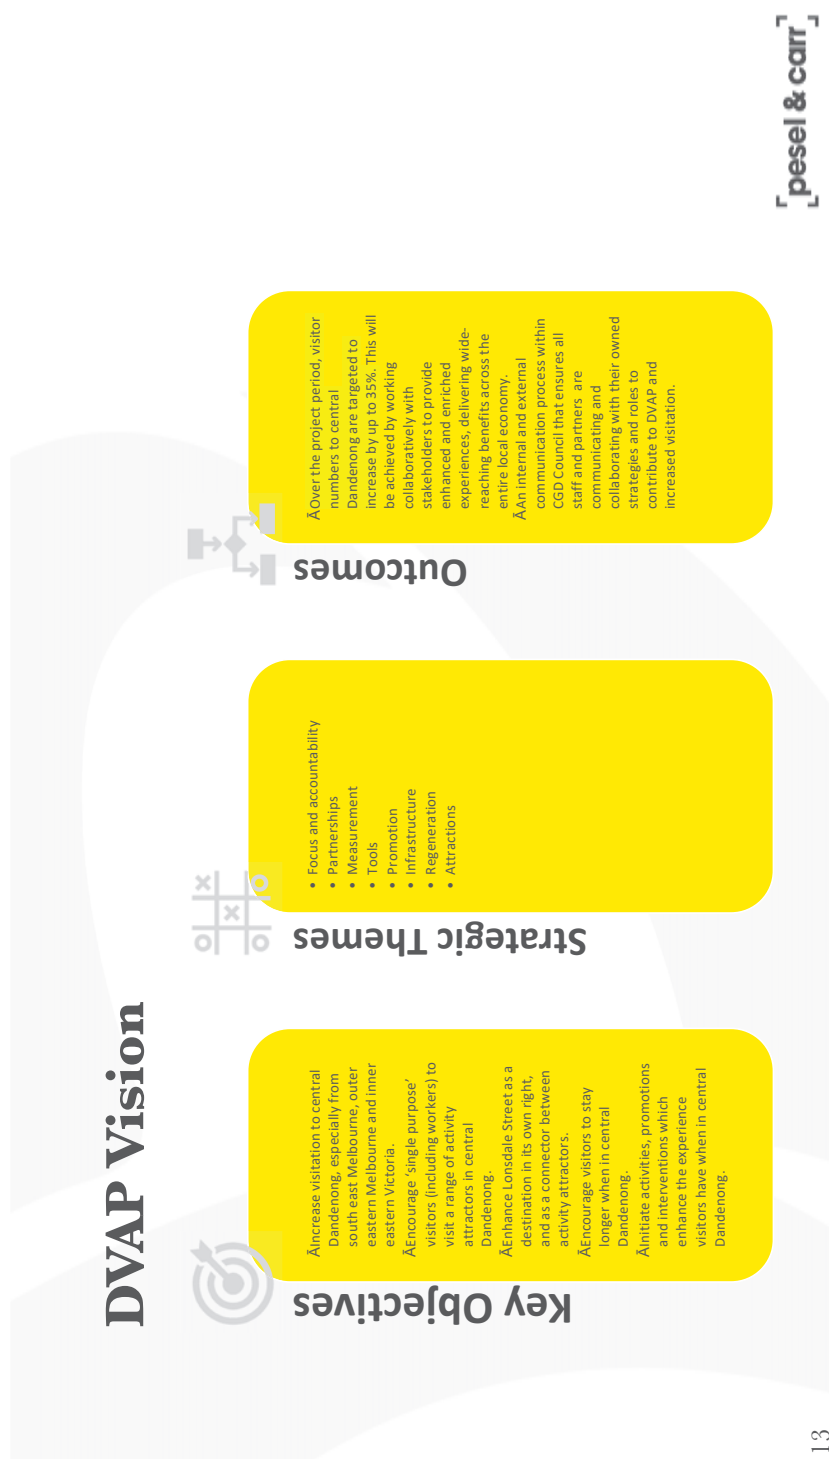 DVAP Vision
Key Objectives
ÄIncrease visitation to central
Dandenong, especially from
south east Melbourne, outer
eastern Melbourne and inner
eastern Victoria.
ÄEncourage ‘single purpose’
visitors (including workers) to
visit a range of activity
attractors in central
Dandenong.
ÄEnhance Lonsdale Street as a
destination in its own right,
and as a connector between
activity attractors.
ÄEncourage visitors to stay
longer when in central
Dandenong.
ÄInitiate activities, promotions
and interventions which
enhance the experience
visitors have when in central
Dandenong.
Strategic Themes
• Focus and accountability
• Partnerships
• Measurement
• Tools
• Promotion
• Infrastructure
• Regeneration
• Attractions
Outcomes
ÄOver the project period, visitor
numbers to central
Dandenong are targeted to
increase by up to 35%. This will
be achieved by working
collaboratively with
stakeholders to provide
enhanced and enriched
experiences, delivering wide-
reaching benefits across the
entire local economy.
ÄAn internal and external
communication process within
CGD Council that ensures all
staff and partners are
communicating and
collaborating with their owned
strategies and roles to
contribute to DVAP and
increased visitation.
13
pesel & carr